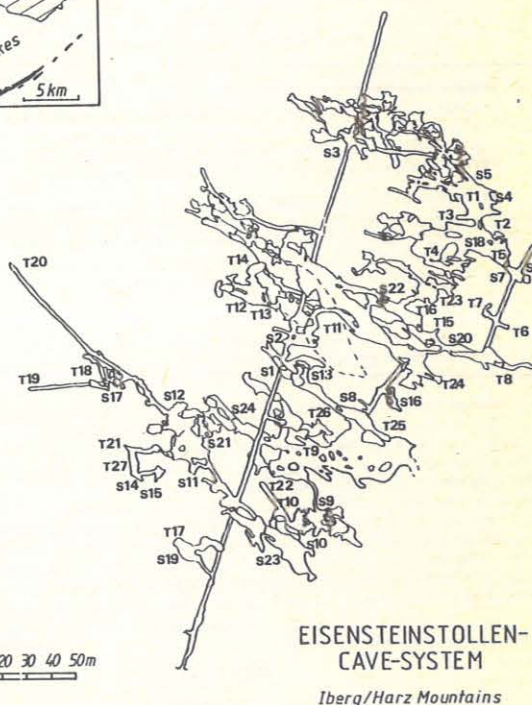 5 km
S3
S5
T1
S4
T3
T2
S18
T4
T5
S7
T20
T14
S22
T23
T7
T12
T13
T16
T15
T6
T11
S2
S20
S1
S13
T8
T18
T24
T19
S17
S8
S16
S12
S24
T26
T25
T21
S21
T9
T27
S11
S14
S15
T22
S9
T10
T17
S10
S19
S23
20 30 40 50m
EISENSTEINSTOLLEN-
CAVE-SYSTEM
Iberg/Harz Mountains